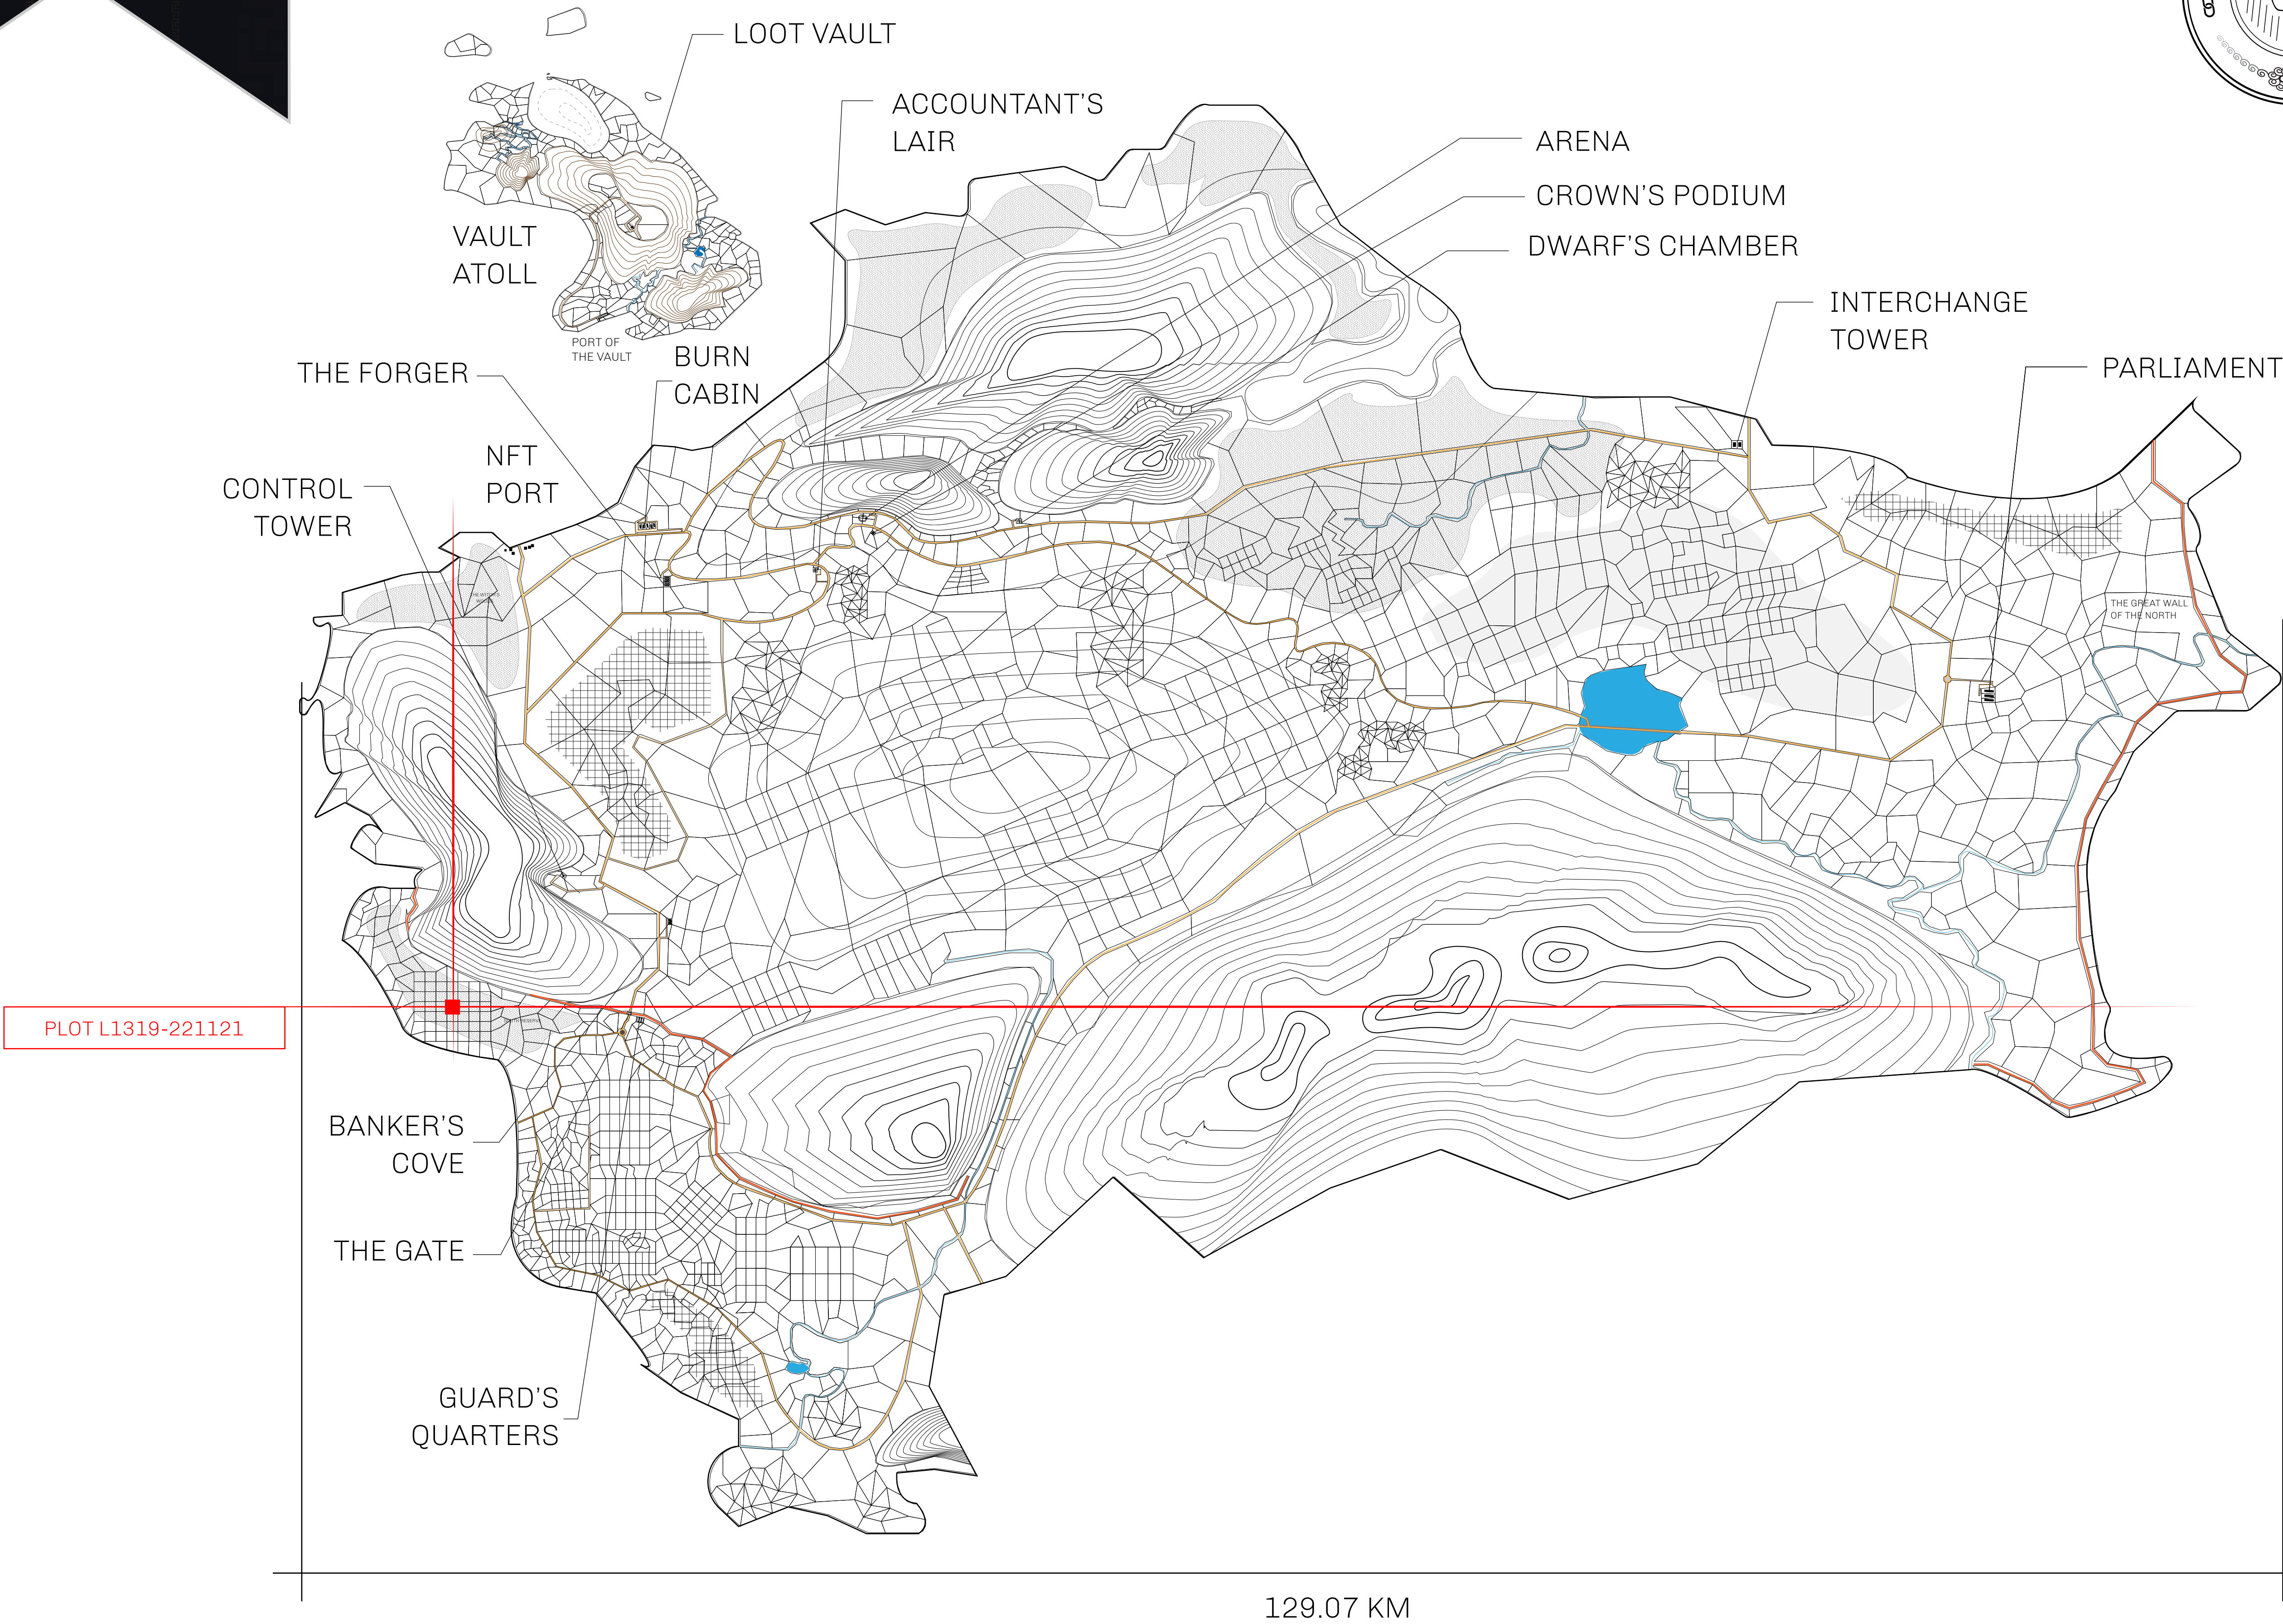 LOOT VAULT
ACCOUNTANT'S
LAIR
ARENA
CROWN'S PODIUM
DWARF'S CHAMBER
VAULT
ATOLL
INTERCHANGE
TOWER
PORT OF
THE VAULT
BURN
CABIN
THE FORGER
PARLIAMENT
NFT
PORT
CONTROL
TOWER
THE WITCH'S
THE GREAT WALL
OF THE NORTH
PLOT L1319-221121
BANKER'S
COVE
THE GATE
GUARD'S
QUARTERS
129.07 KM